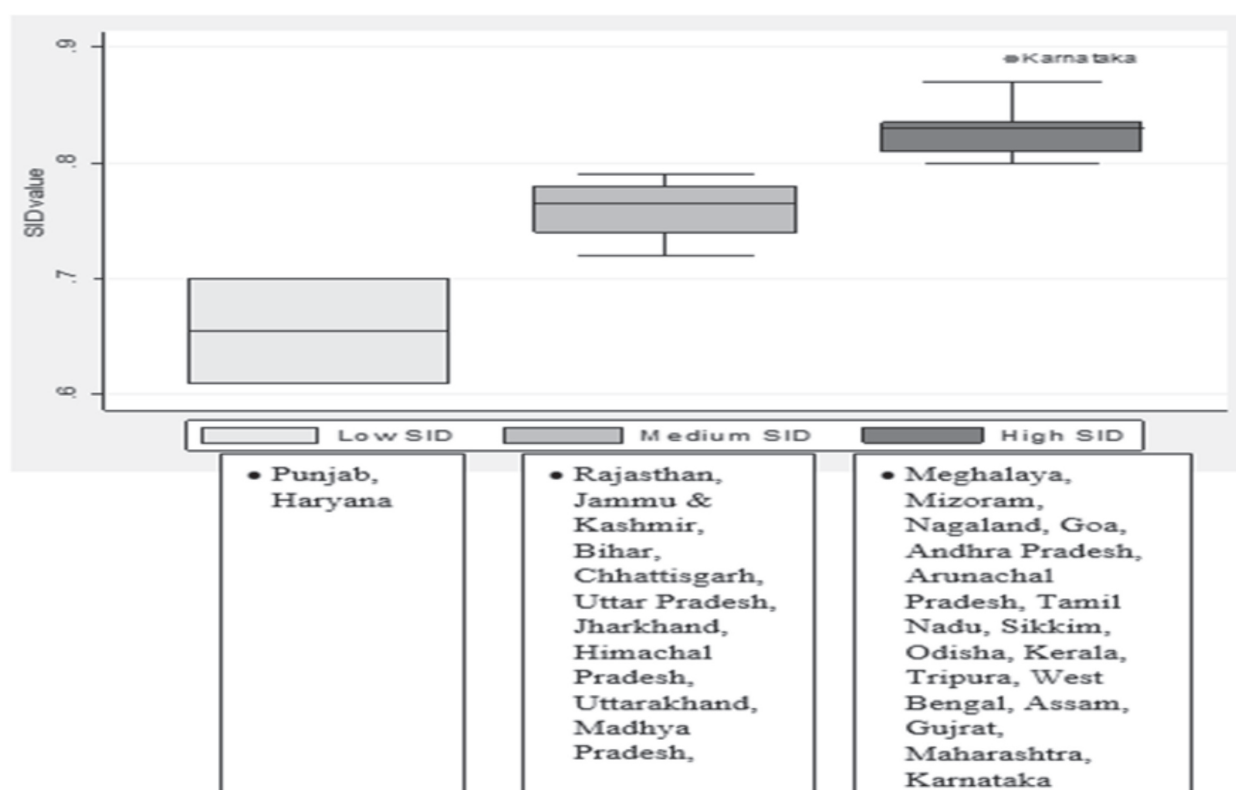 .9
.8
.7
.6
SIDvalue
Karnataka
Low SID
Medium SID
High SID
• Punjab,
Haryana
• Rajasthan,
Jammu &
Kashmir,
Bihar,
Chhattisgarh,
Uttar Pradesh,
Jharkhand,
Himachal
Pradesh,
Uttarakhand,
Madhya
Pradesh,
• Meghalaya,
Mizoram,
Nagaland, Goa,
Andhra Pradesh,
Arunachal
Pradesh, Tamil
Nadu, Sikkim,
Odisha, Kerala,
Tripura, West
Bengal, Assam,
Gujrat,
Maharashtra,
Karnataka